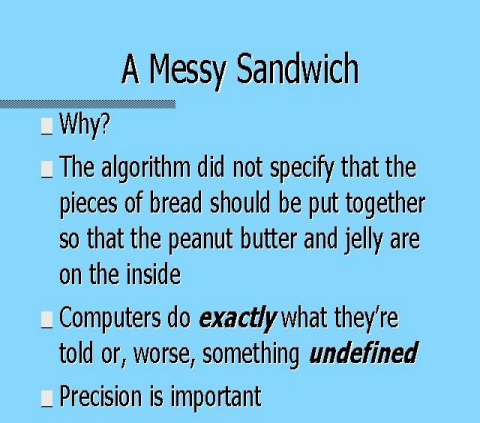 A Messy Sandwich
Why?
The algorithm did not specify that the
pieces of bread should be put together
so that the peanut butter and jelly are
on the inside
Computers do exactly what they're
told or, worse, something undefined
Precision is important